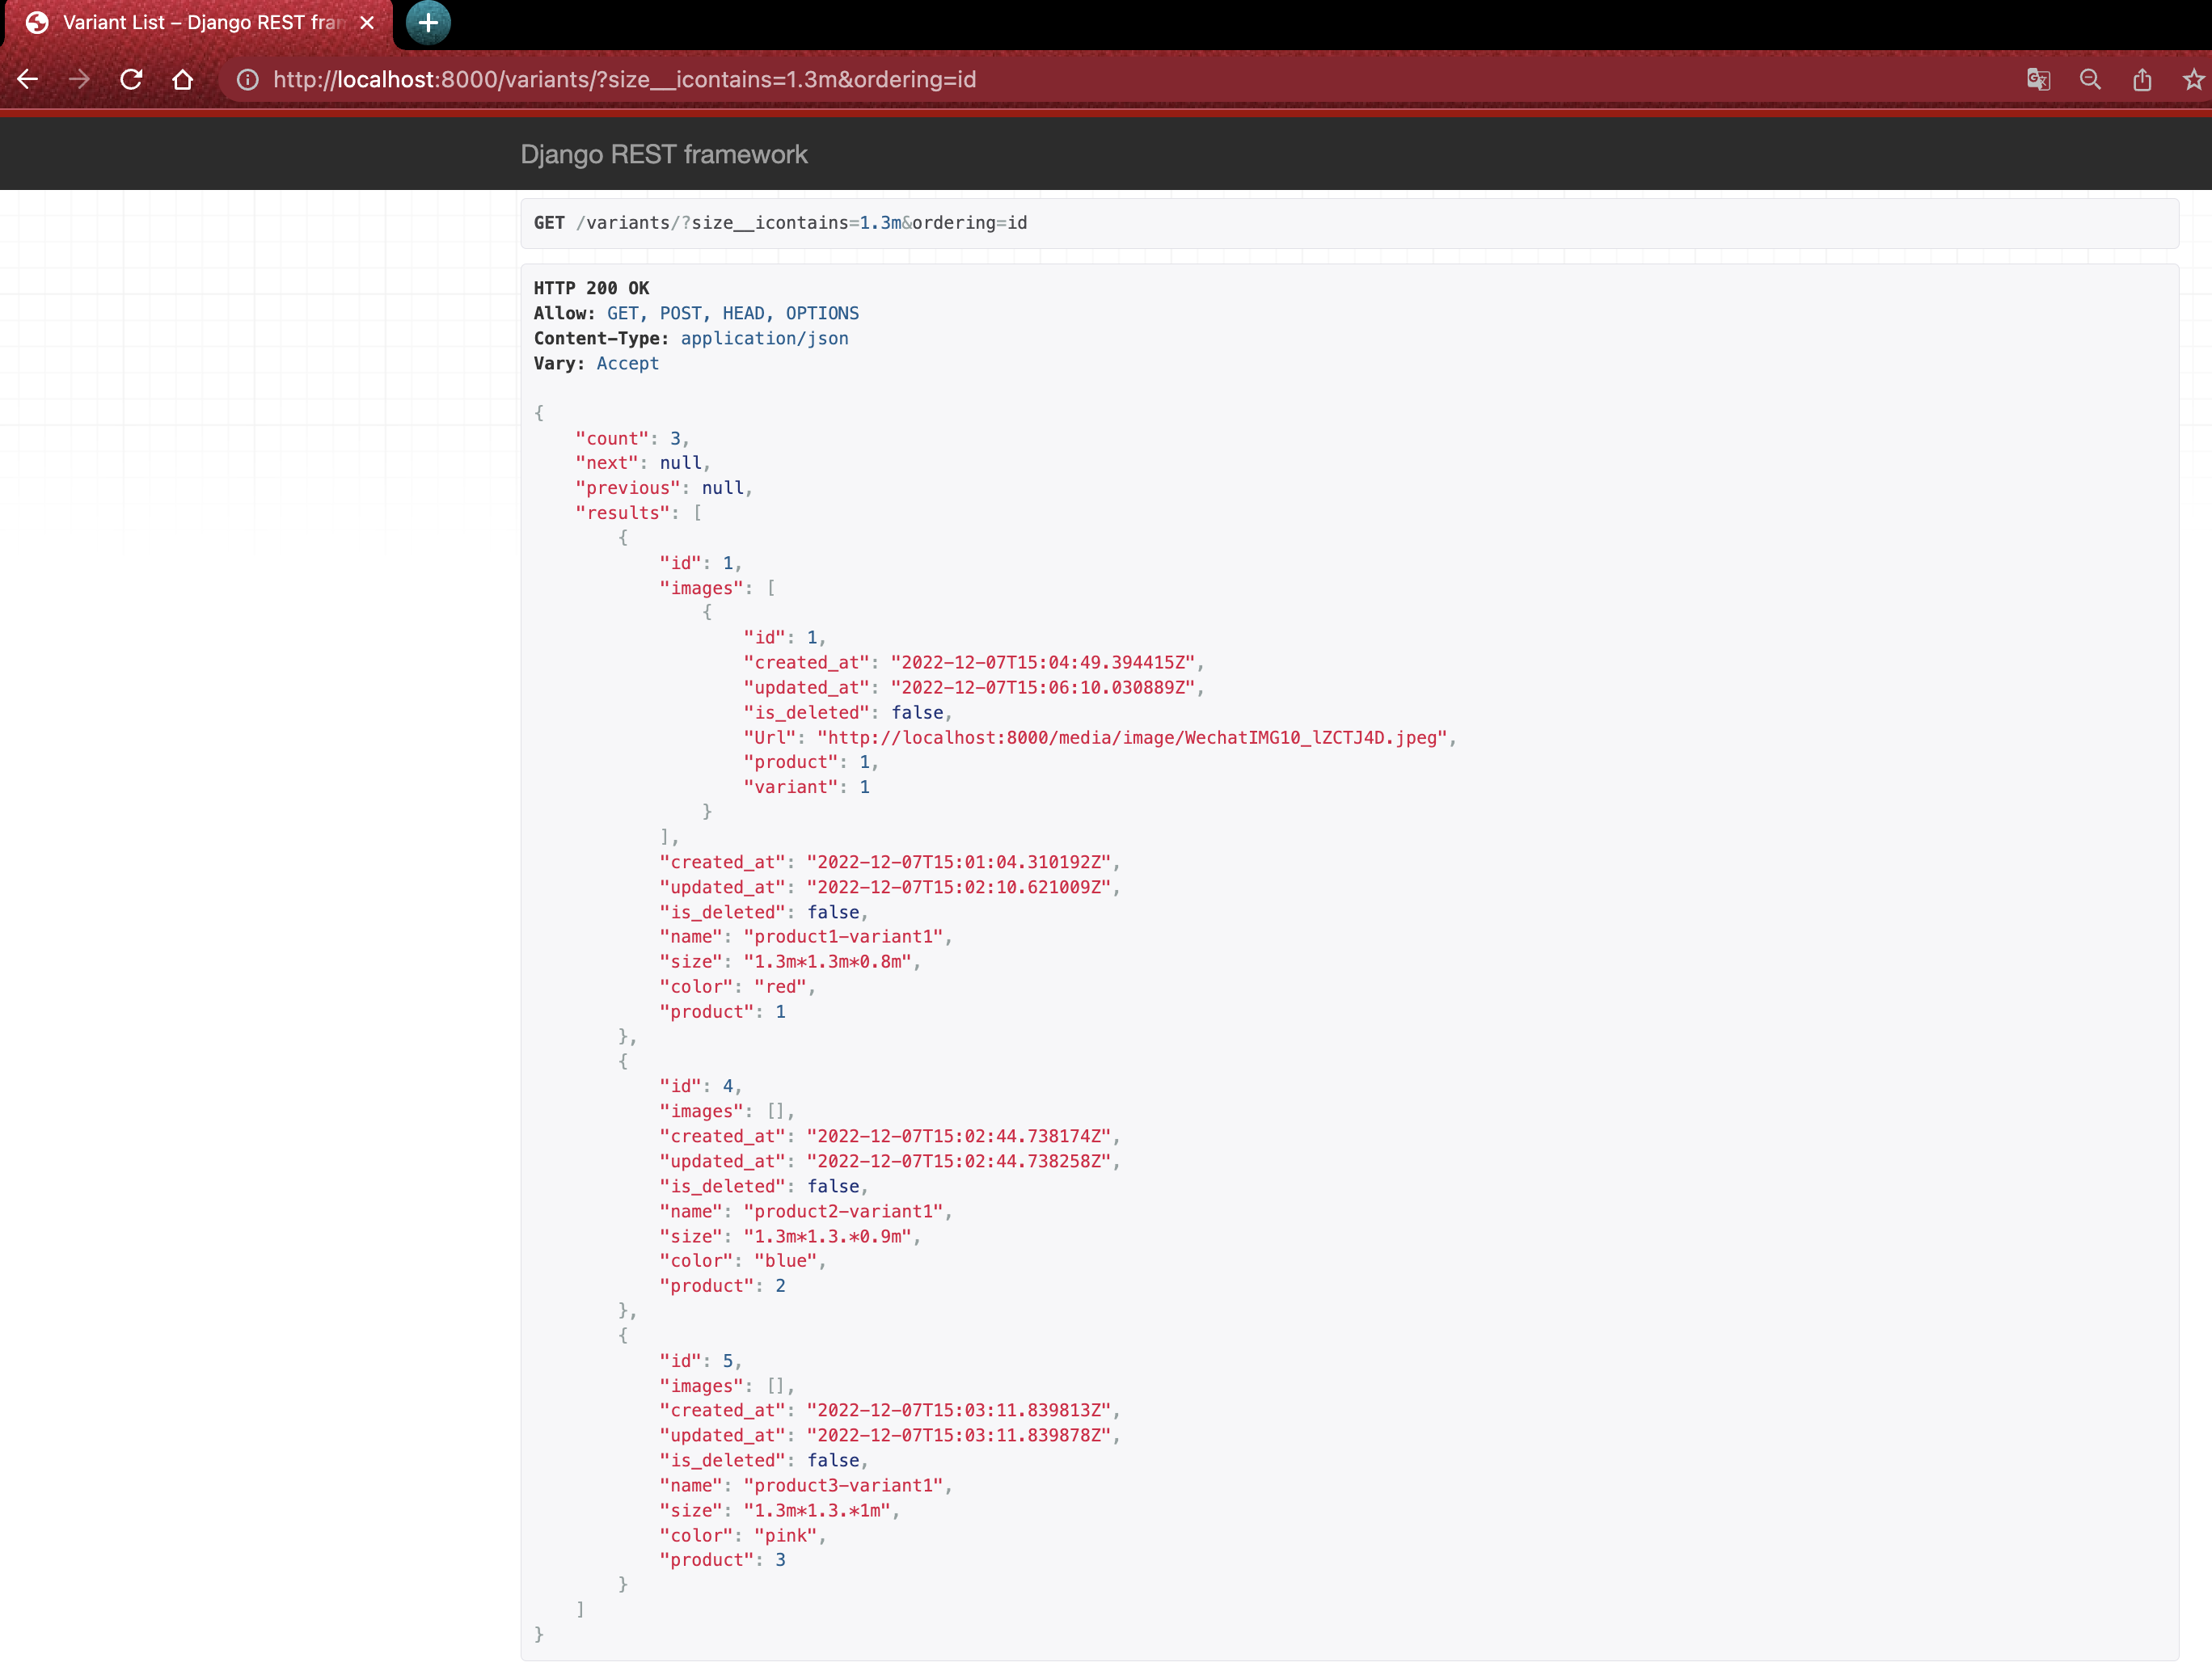 Variant List – Django REST fran
http://localhost:8000/variants/?size__icontains=1.3m&ordering=id
Django REST framework
GET /variants/?size__icontains=1.3m&ordering=id
HTTP 200 OK
Allow: GET, POST, HEAD, OPTIONS
Content-Type: application/json
Vary: Accept
{
    "count": 3,
    "next": null,
    "previous": null,
    "results": [
        {
            "id": 1,
            "images": [
                {
                    "id": 1,
                    "created_at": "2022-12-07T15:04:49.394415Z",
                    "updated_at": "2022-12-07T15:06:10.030889Z",
                    "is_deleted": false,
                    "Url": "http://localhost:8000/media/image/WechatIMG10_lZCTJ4D.jpeg",
                    "product": 1,
                    "variant": 1
                }
            ],
            "created_at": "2022-12-07T15:01:04.310192Z",
            "updated_at": "2022-12-07T15:02:10.621009Z",
            "is_deleted": false,
            "name": "product1-variant1",
            "size": "1.3m*1.3m*0.8m",
            "color": "red",
            "product": 1
        },
        {
            "id": 4,
            "images": [],
            "created_at": "2022-12-07T15:02:44.738174Z",
            "updated_at": "2022-12-07T15:02:44.738258Z",
            "is_deleted": false,
            "name": "product2-variant1",
            "size": "1.3m*1.3.*0.9m",
            "color": "blue",
            "product": 2
        },
        {
            "id": 5,
            "images": [],
            "created_at": "2022-12-07T15:03:11.839813Z",
            "updated_at": "2022-12-07T15:03:11.839878Z",
            "is_deleted": false,
            "name": "product3-variant1",
            "size": "1.3m*1.3.*1m",
            "color": "pink",
            "product": 3
        }
    ]
}